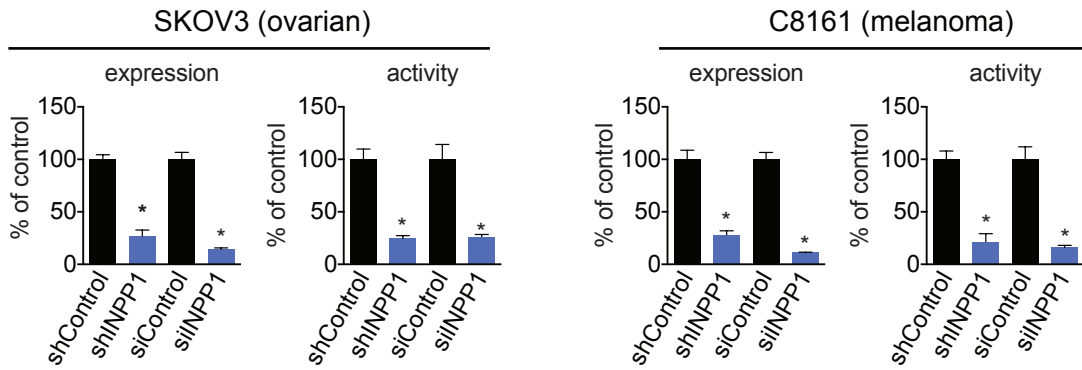 SKOV3 (ovarian)
C8161 (melanoma)
expression
activity
expression
activity
% of control
150
100
50
0
*
*
shControl
shINPP1
siControl
siINPP1
% of control
150
100
50
0
*
*
shControl
shINPP1
siControl
siINPP1
% of control
150
100
50
0
*
*
shControl
shINPP1
siControl
siINPP1
% of control
150
100
50
0
*
*
shControl
shINPP1
siControl
siINPP1